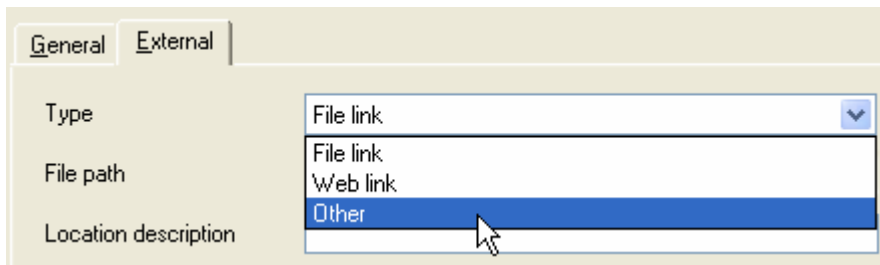 General External
Type File link
File link
File path
Web link
Other
Location description